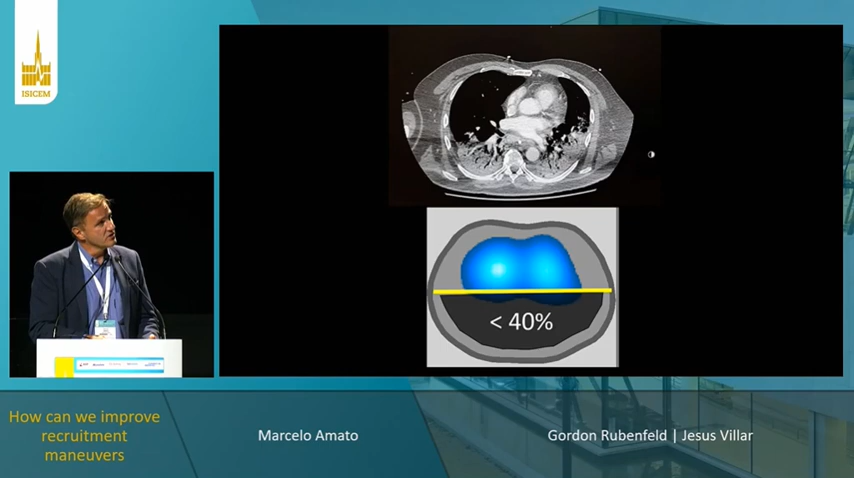 ISICEM
< 40%
How can we improve
recruitment
maneuvers
Marcelo Amato
Gordon Rubenfeld | Jesus Villar